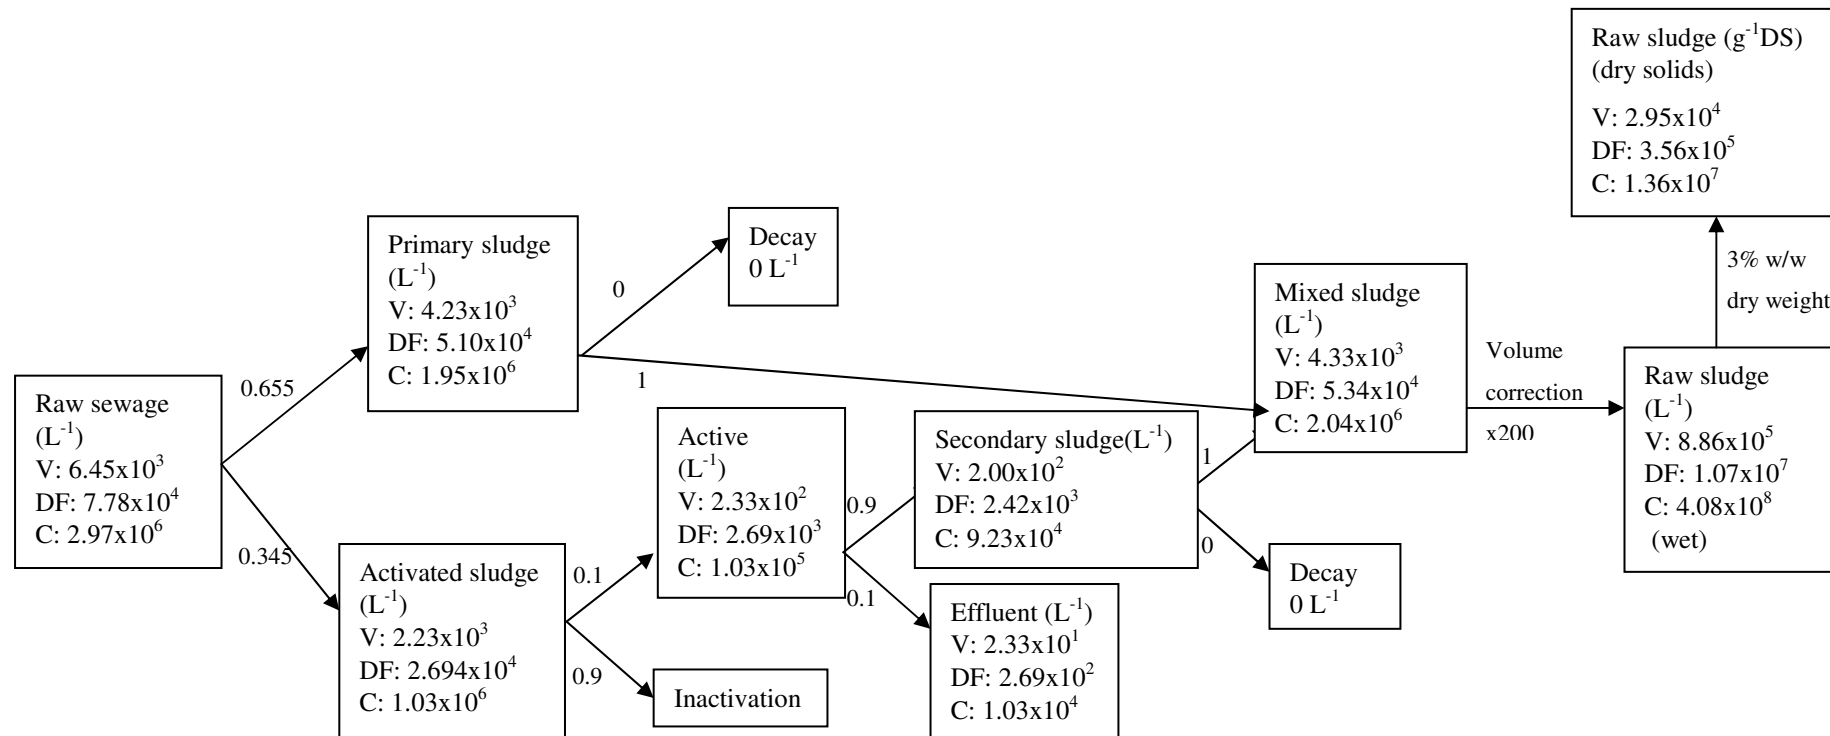 Raw sewage
(L⁻¹)
V: 6.45x10³
DF: 7.78x10⁴
C: 2.97x10⁶
0.655
0.345
Primary sludge
(L⁻¹)
V: 4.23x10³
DF: 5.10x10⁴
C: 1.95x10⁶
0
1
Decay
0 L⁻¹
Activated sludge
(L⁻¹)
V: 2.23x10³
DF: 2.694x10⁴
C: 1.03x10⁶
0.1
0.9
Inactivation
Active
(L⁻¹)
V: 2.33x10²
DF: 2.69x10³
C: 1.03x10⁵
0.9
0.1
Secondary sludge(L⁻¹)
V: 2.00x10²
DF: 2.42x10³
C: 9.23x10⁴
1
0
Effluent (L⁻¹)
V: 2.33x10¹
DF: 2.69x10²
C: 1.03x10⁴
Decay
0 L⁻¹
Mixed sludge
(L⁻¹)
V: 4.33x10³
DF: 5.34x10⁴
C: 2.04x10⁶
Volume
correction
x200
Raw sludge
(L⁻¹)
V: 8.86x10⁵
DF: 1.07x10⁷
C: 4.08x10⁸
(wet)
3% w/w
dry weight
Raw sludge (g⁻¹DS)
(dry solids)
V: 2.95x10⁴
DF: 3.56x10⁵
C: 1.36x10⁷